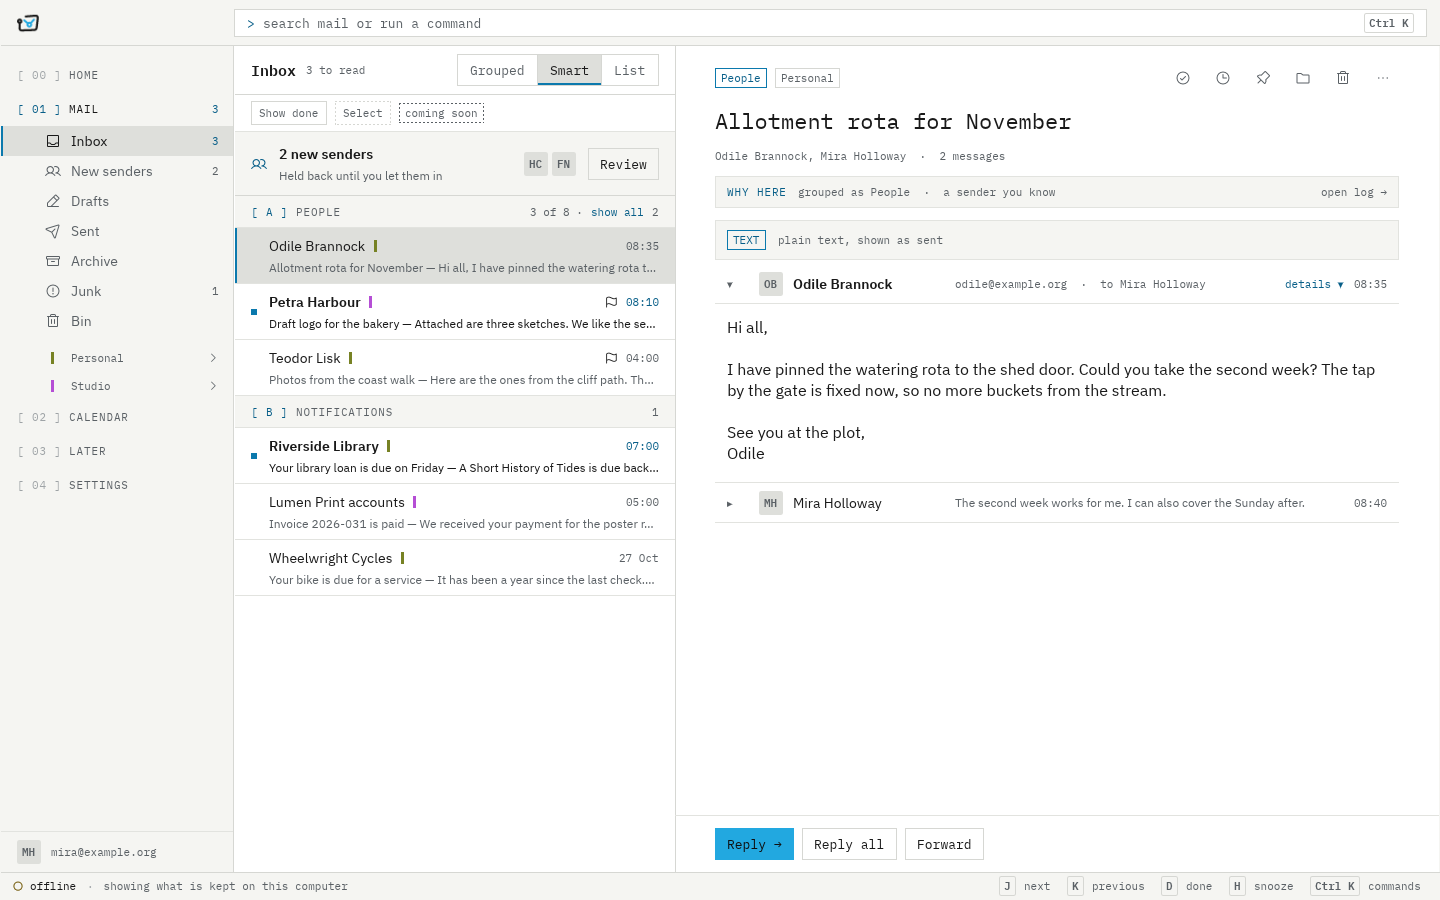 > search mail or run a command Ctrl K
[ 00 ] HOME
[ 01 ] MAIL 3
Inbox 3
New senders 2
Drafts
Sent
Archive
Junk 1
Bin
Personal
Studio
[ 02 ] CALENDAR
[ 03 ] LATER
[ 04 ] SETTINGS
MH mira@example.org
Inbox 3 to read Grouped Smart List
Show done Select coming soon
2 new senders
Held back until you let them in
HC FN Review
[ A ] PEOPLE 3 of 8 · show all 2
Odile Brannock 08:35
Allotment rota for November — Hi all, I have pinned the watering rota t...
Petra Harbour 08:10
Draft logo for the bakery — Attached are three sketches. We like the se...
Teodor Lisk 04:00
Photos from the coast walk — Here are the ones from the cliff path. Th...
[ B ] NOTIFICATIONS 1
Riverside Library 07:00
Your library loan is due on Friday — A Short History of Tides is due back...
Lumen Print accounts 05:00
Invoice 2026-031 is paid — We received your payment for the poster r...
Wheelwright Cycles 27 Oct
Your bike is due for a service — It has been a year since the last check....
People Personal
Allotment rota for November
Odile Brannock, Mira Holloway · 2 messages
WHY HERE grouped as People · a sender you know open log →
TEXT plain text, shown as sent
▾ OB Odile Brannock odile@example.org · to Mira Holloway details ▾ 08:35
Hi all,
I have pinned the watering rota to the shed door. Could you take the second week? The tap
by the gate is fixed now, so no more buckets from the stream.
See you at the plot,
Odile
▸ MH Mira Holloway The second week works for me. I can also cover the Sunday after. 08:40
Reply → Reply all Forward
offline · showing what is kept on this computer
J next K previous D done H snooze Ctrl K commands